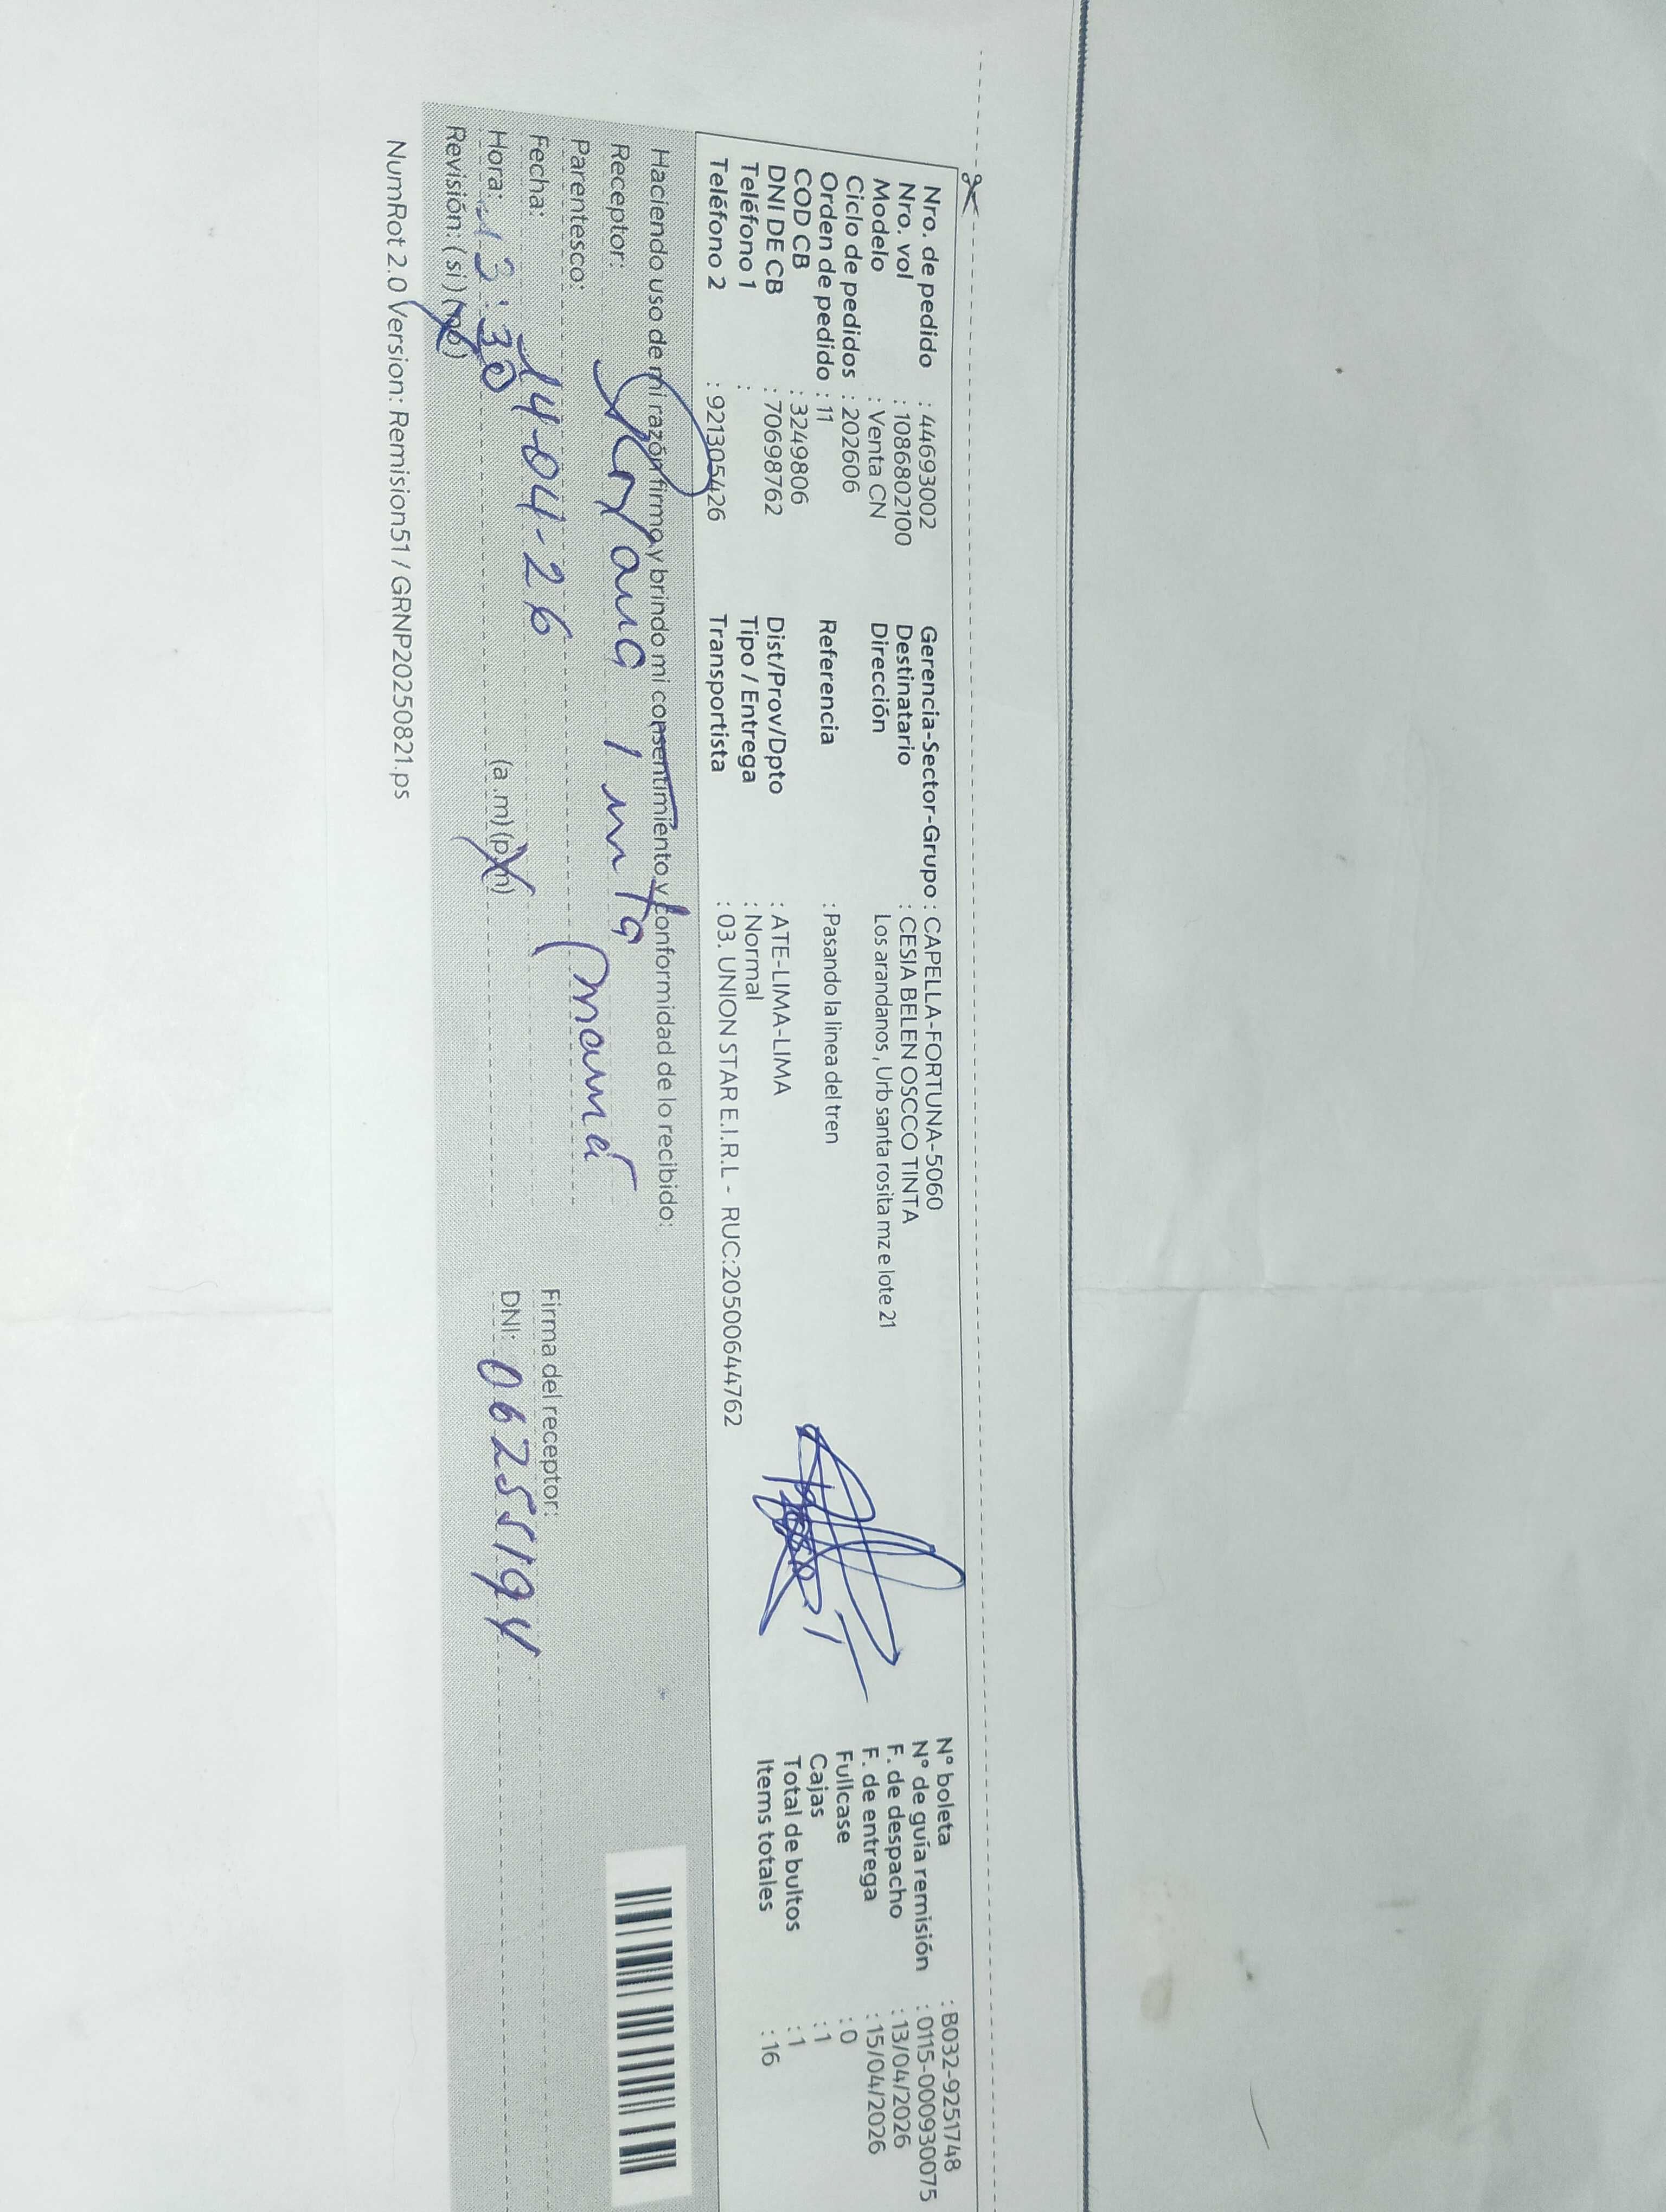 Nro. de pedido : 44693002
Nro. vol : 1086802100
Modelo : Venta CN
Ciclo de pedidos : 202606
Orden de pedido : 11
COD CB : 3249806
DNI DE CB : 70698762
Teléfono 1 :
Teléfono 2 : 921305426
Gerencia-Sector-Grupo : CAPELLA-FORTUNA-5060
Destinatario : CESIA BELEN OSCCO TINTA
Dirección Los arandanos , Urb santa rosita mz e lote 21
Referencia : Pasando la linea del tren
Dist/Prov/Dpto : ATE-LIMA-LIMA
Tipo / Entrega : Normal
Transportista : 03. UNION STAR E.I.R.L - RUC:20500644762
N° boleta : B032-9251748
N° de guía remisión : 0115-000930075
F. de despacho : 13/04/2026
F. de entrega : 15/04/2026
Fullcase : 0
Cajas : 1
Total de bultos : 1
Items totales : 16
Haciendo uso de mi razón firmo y brindo mi consentimiento y conformidad de lo recibido:
Receptor: Tinta
Parentesco: (mamá
Fecha: 14-04-26
Hora: 13:30 (a.m) (p.m)
Revisión: (si) (no)
Firma del receptor:
DNI: 06255194
NumRot 2.0 Version: Remision51 / GRNP20250821.ps